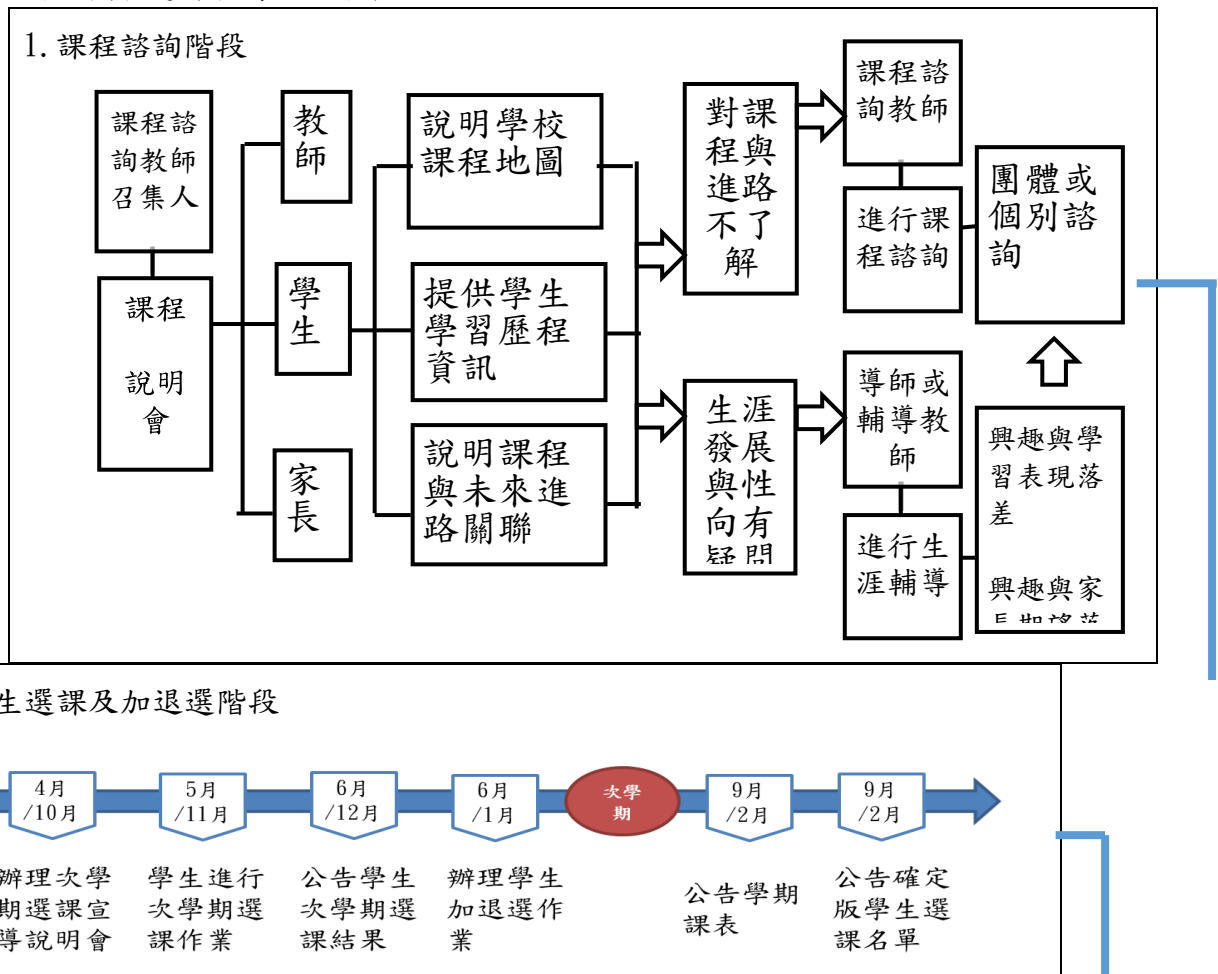 1. 課程諮詢階段
課程諮
詢教師
召集人
課程
說明
會
教
師
學
生
家
長
說明學校
課程地圖
提供學生
學習歷程
資訊
說明課程
與未來進
路關聯
對課
程與
進路
不了
解
生涯
發展
與性
向有
疑問
課程諮
詢教師
進行課
程諮詢
團體或
個別諮
詢
導師或
輔導教
師
進行生
涯輔導
興趣與學
習表現落
差
興趣與家
生選課及加退選階段
4月
/10月
5月
/11月
6月
/12月
6月
/1月
次學
期
9月
/2月
9月
/2月
辦理次學
期選課宣
導說明會
學生進行
次學期選
課作業
公告學生
次學期選
課結果
辦理學生
加退選作
業
公告學期
課表
公告確定
版學生選
課名單